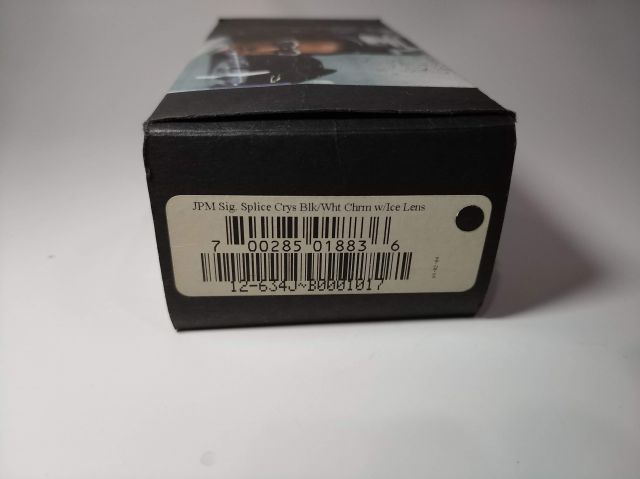 JPM Sig. Splice Crys Blk/Wht Chrm w/Ice Lens
7 00285 01883 6
12-634J~B0001017